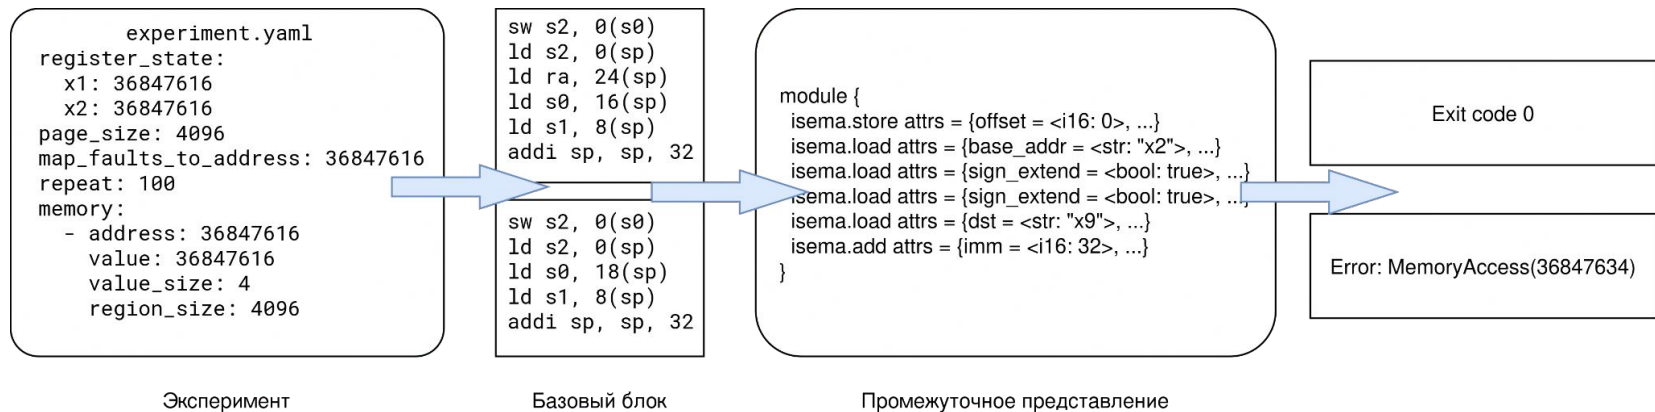 experiment.yaml
register_state:
x1: 36847616
x2: 36847616
page_size: 4096
map_faults_to_address: 36847616
repeat: 100
memory:
- address: 36847616
value: 36847616
value_size: 4
region_size: 4096
Эксперимент
sw s2, 0(s0)
ld s2, 0(sp)
ld ra, 24(sp)
ld s0, 16(sp)
ld s1, 8(sp)
addi sp, sp, 32
sw s2, 0(s0)
ld s2, 0(sp)
ld s0, 18(sp)
ld s1, 8(sp)
addi sp, sp, 32
Базовый блок
module {
isema.store attrs = {offset = <i16: 0>, ...}
isema.load attrs = {base_addr = <str: "x2">, ...}
isema.load attrs = {sign_extend = <bool: true>, ...}
isema.load attrs = {sign_extend = <bool: true>, ...}
isema.load attrs = {dst = <str: "x9">, ...}
isema.add attrs = {imm = <i16: 32>, ...}
}
Промежуточное представление
Exit code 0
Error: MemoryAccess(36847634)